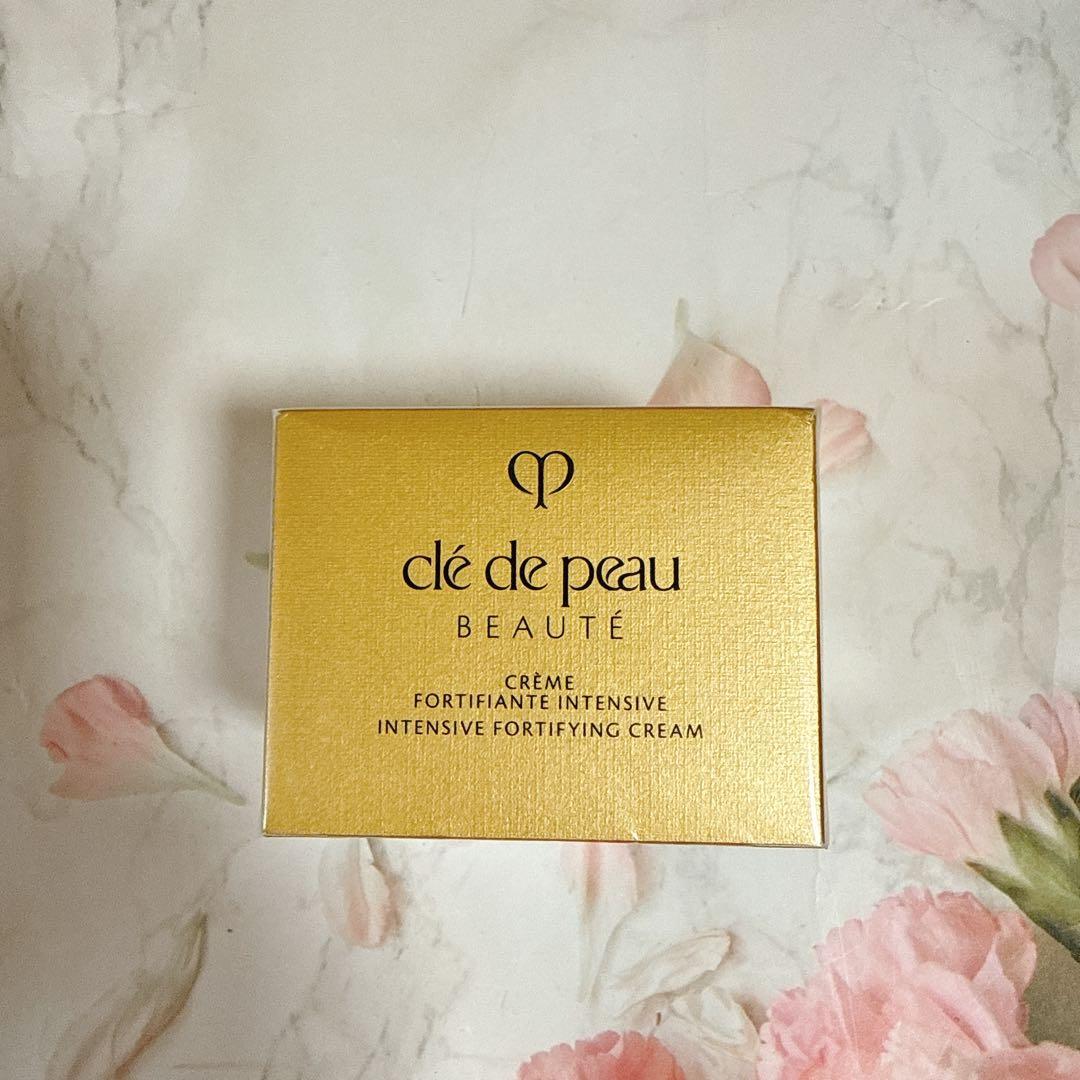 clé de peau
BEAUTÉ
CRÈME
FORTIFIANTE INTENSIVE
INTENSIVE FORTIFYING CREAM